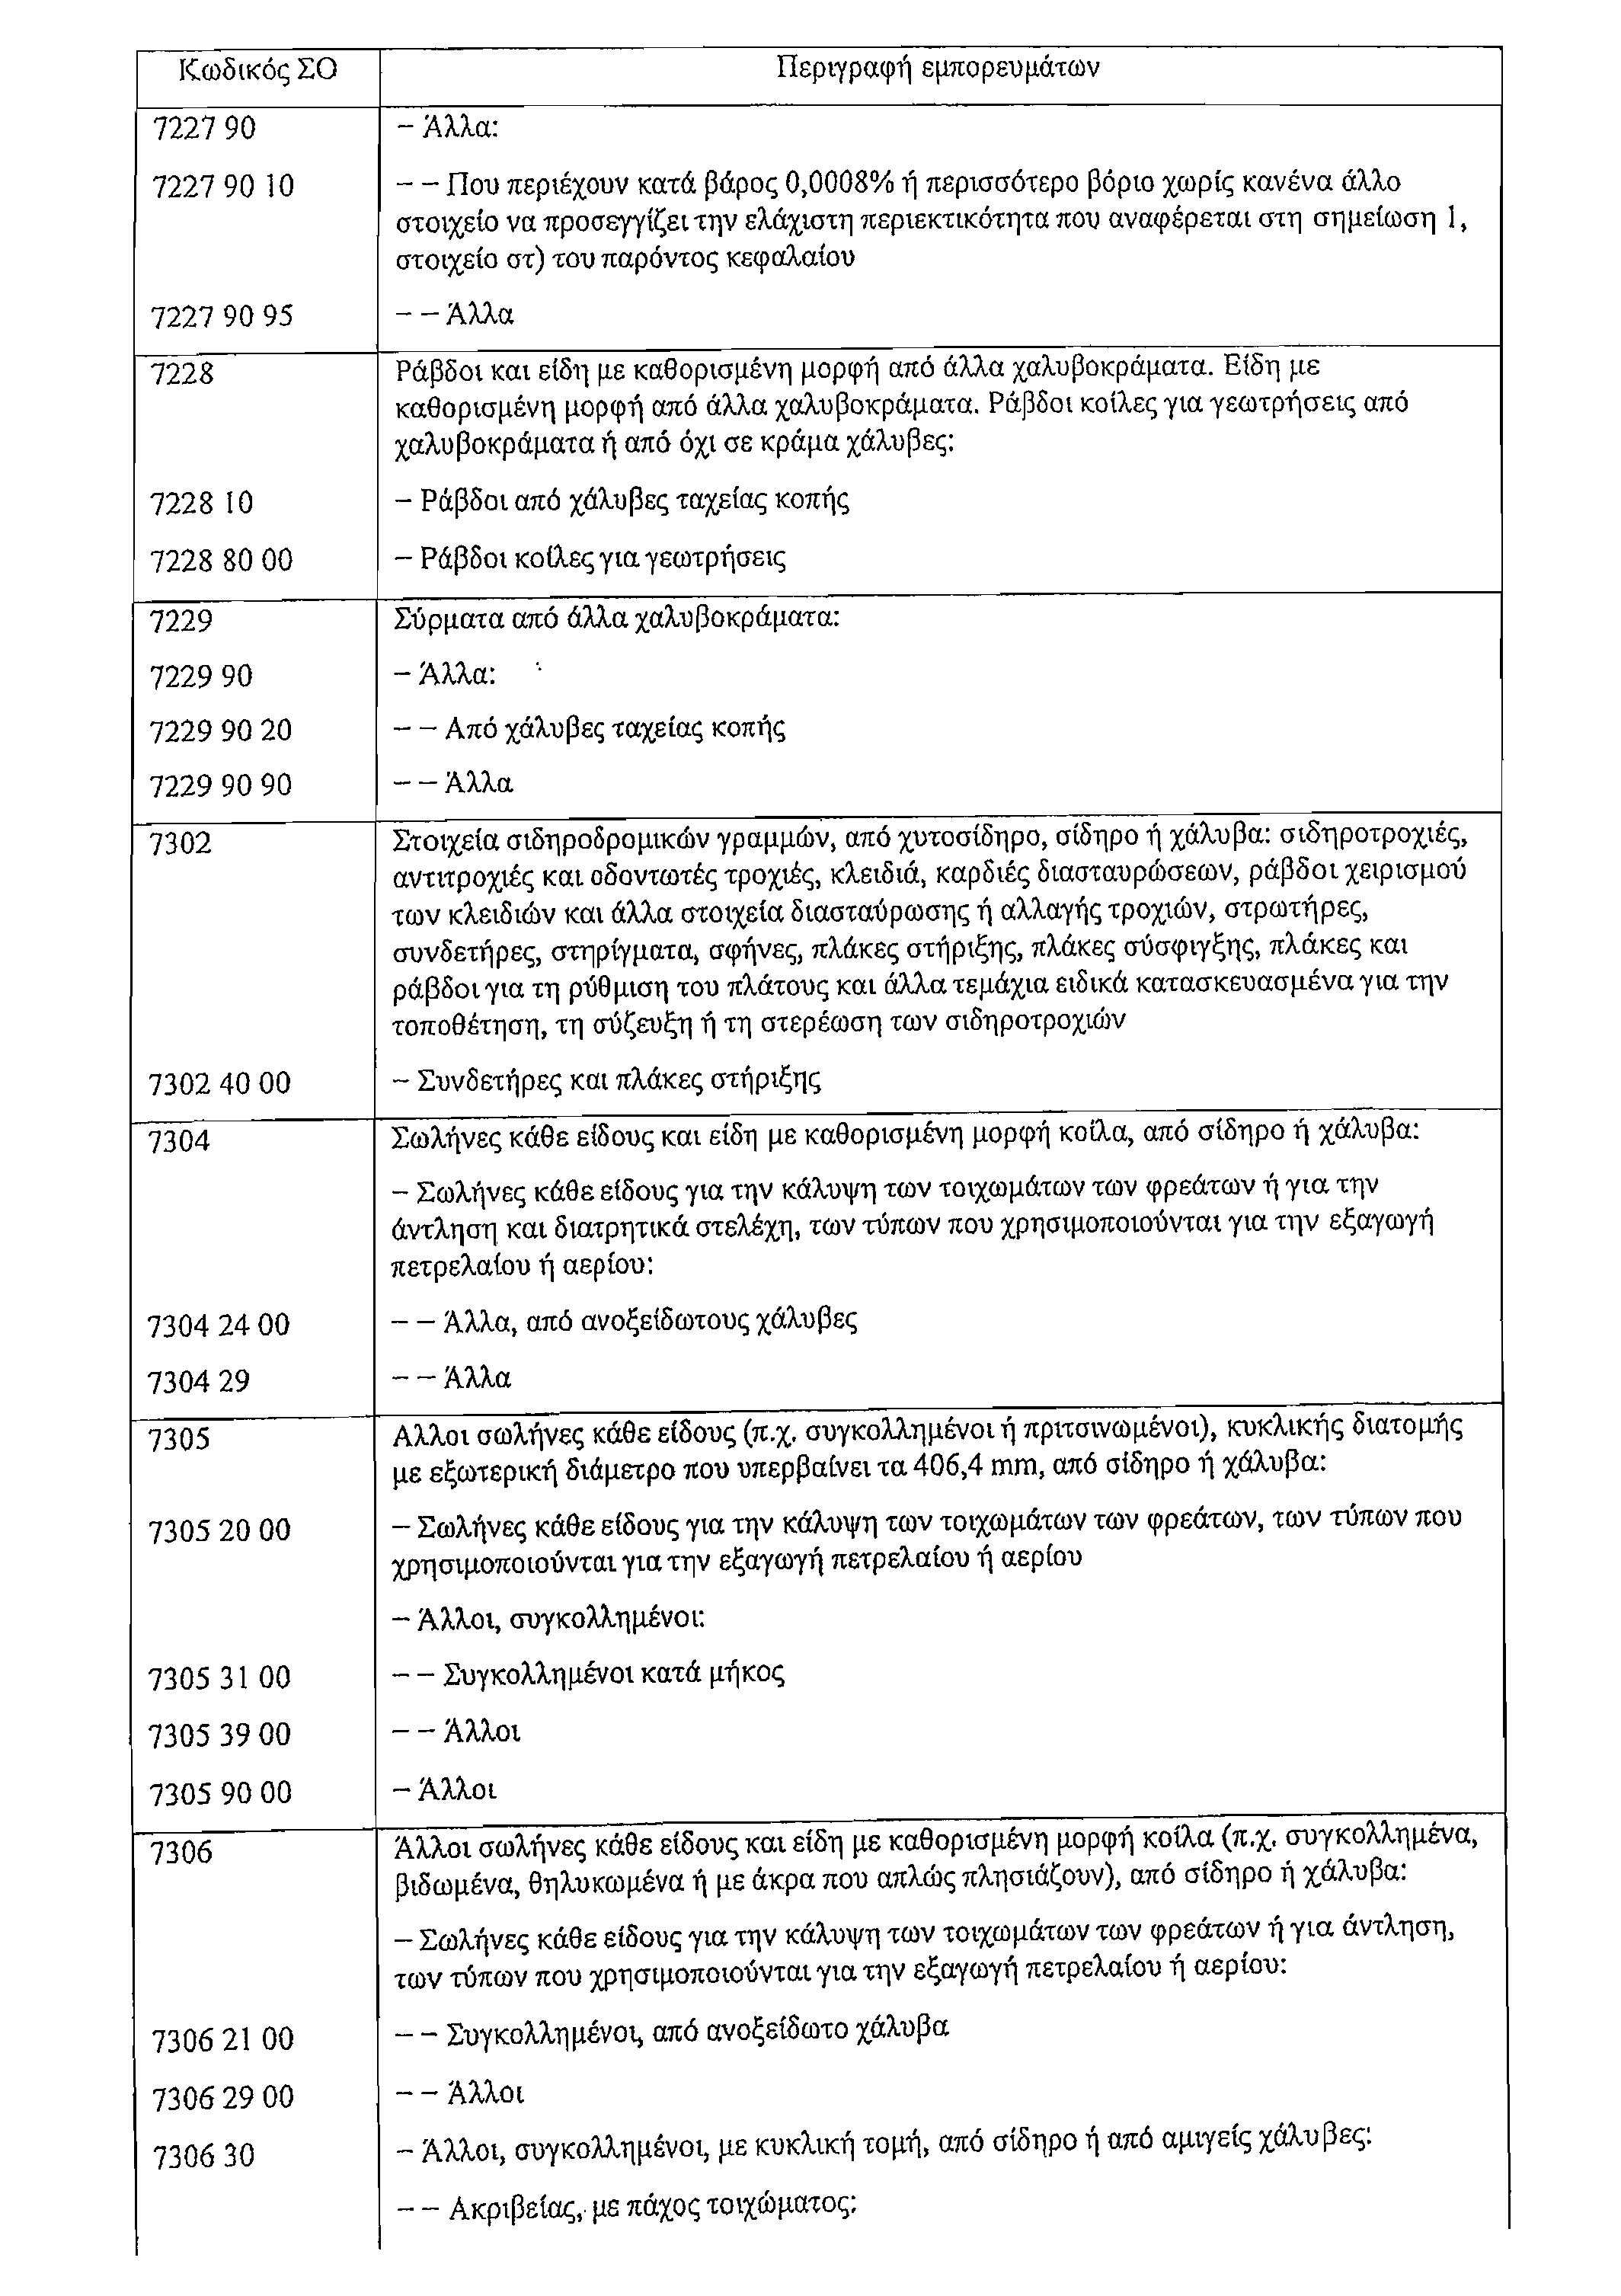 Κωδικός ΣΟ Περιγραφή εμπορευμάτων
7227 90 – Άλλα:
7227 90 10 – – Που περιέχουν κατά βάρος 0,0008% ή περισσότερο βόριο χωρίς κανένα άλλο
στοιχείο να προσεγγίζει την ελάχιστη περιεκτικότητα που αναφέρεται στη σημείωση 1,
στοιχείο στ) του παρόντος κεφαλαίου
7227 90 95 – – Άλλα
7228 Ράβδοι και είδη με καθορισμένη μορφή από άλλα χαλυβοκράματα. Είδη με
καθορισμένη μορφή από άλλα χαλυβοκράματα. Ράβδοι κοίλες για γεωτρήσεις από
χαλυβοκράματα ή από όχι σε κράμα χάλυβες:
7228 10 – Ράβδοι από χάλυβες ταχείας κοπής
7228 80 00 – Ράβδοι κοίλες για γεωτρήσεις
7229 Σύρματα από άλλα χαλυβοκράματα:
7229 90 – Άλλα:
7229 90 20 – – Από χάλυβες ταχείας κοπής
7229 90 90 – – Άλλα
7302 Στοιχεία σιδηροδρομικών γραμμών, από χυτοσίδηρο, σίδηρο ή χάλυβα: σιδηροτροχιές,
αντιτροχιές και οδοντωτές τροχιές, κλειδιά, καρδιές διασταυρώσεων, ράβδοι χειρισμού
των κλειδιών και άλλα στοιχεία διασταύρωσης ή αλλαγής τροχιών, στρωτήρες,
συνδετήρες, στηρίγματα, σφήνες, πλάκες στήριξης, πλάκες σύσφιγξης, πλάκες και
ράβδοι για τη ρύθμιση του πλάτους και άλλα τεμάχια ειδικά κατασκευασμένα για την
τοποθέτηση, τη σύζευξη ή τη στερέωση των σιδηροτροχιών
7302 40 00 – Συνδετήρες και πλάκες στήριξης
7304 Σωλήνες κάθε είδους και είδη με καθορισμένη μορφή κοίλα, από σίδηρο ή χάλυβα:
– Σωλήνες κάθε είδους για την κάλυψη των τοιχωμάτων των φρεάτων ή για την
άντληση και διατρητικά στελέχη, των τύπων που χρησιμοποιούνται για την εξαγωγή
πετρελαίου ή αερίου:
7304 24 00 – – Άλλα, από ανοξείδωτους χάλυβες
7304 29 – – Άλλα
7305 Αλλοι σωλήνες κάθε είδους (π.χ. συγκολλημένοι ή πριτσινωμένοι), κυκλικής διατομής
με εξωτερική διάμετρο που υπερβαίνει τα 406,4 mm, από σίδηρο ή χάλυβα:
7305 20 00 – Σωλήνες κάθε είδους για την κάλυψη των τοιχωμάτων των φρεάτων, των τύπων που
χρησιμοποιούνται για την εξαγωγή πετρελαίου ή αερίου
– Άλλοι, συγκολλημένοι:
7305 31 00 – – Συγκολλημένοι κατά μήκος
7305 39 00 – – Άλλοι
7305 90 00 – Άλλοι
7306 Άλλοι σωλήνες κάθε είδους και είδη με καθορισμένη μορφή κοίλα (π.χ. συγκολλημένα,
βιδωμένα, θηλυκωμένα ή με άκρα που απλώς πλησιάζουν), από σίδηρο ή χάλυβα:
– Σωλήνες κάθε είδους για την κάλυψη των τοιχωμάτων των φρεάτων ή για άντληση,
των τύπων που χρησιμοποιούνται για την εξαγωγή πετρελαίου ή αερίου:
7306 21 00 – – Συγκολλημένοι, από ανοξείδωτο χάλυβα
7306 29 00 – – Άλλοι
7306 30 – Άλλοι, συγκολλημένοι, με κυκλική τομή, από σίδηρο ή από αμιγείς χάλυβες:
– – Ακριβείας, με πάχος τοιχώματος: